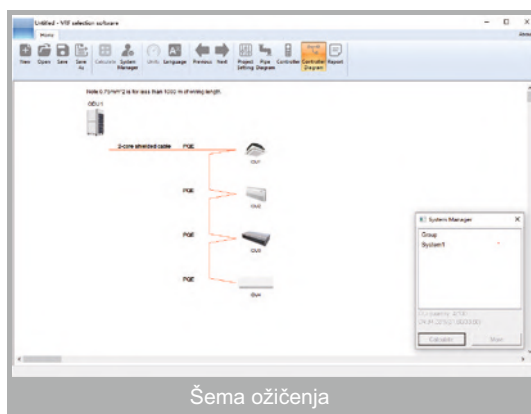 Untitled - VRF selection software
Home
New Open Save Save As Calculate System Manager Units Language Previous Next Project Setting Pipe Diagram Controller Controller Diagram Report
Note 0.75mm^2 is for less than 1000 m of wiring length.
ODU1
2-core shielded cable PQE
IDU1
PQE
IDU2
PQE
IDU3
PQE
IDU4
System Manager
Group
System1
Calculate
Šema ožičenja